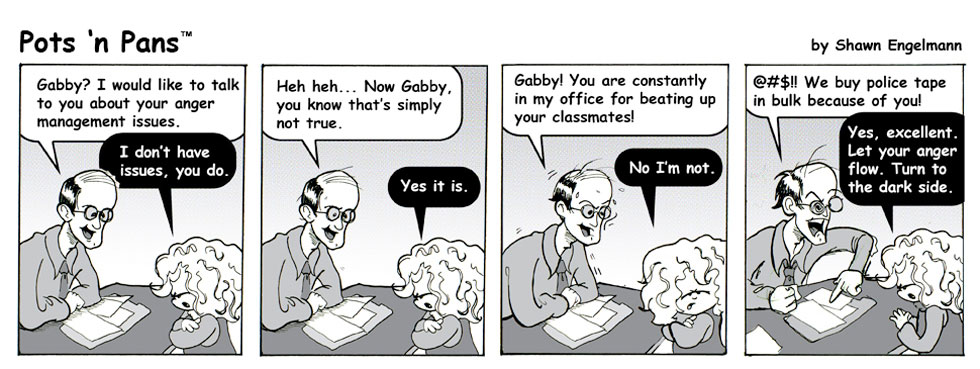 Pots 'n Pans™
by Shawn Engelmann
Gabby? I would like to talk
to you about your anger
management issues.
I don't have
issues, you do.
Heh heh... Now Gabby,
you know that's simply
not true.
Yes it is.
Gabby! You are constantly
in my office for beating up
your classmates!
No I'm not.
@#$!! We buy police tape
in bulk because of you!
Yes, excellent.
Let your anger
flow. Turn to
the dark side.